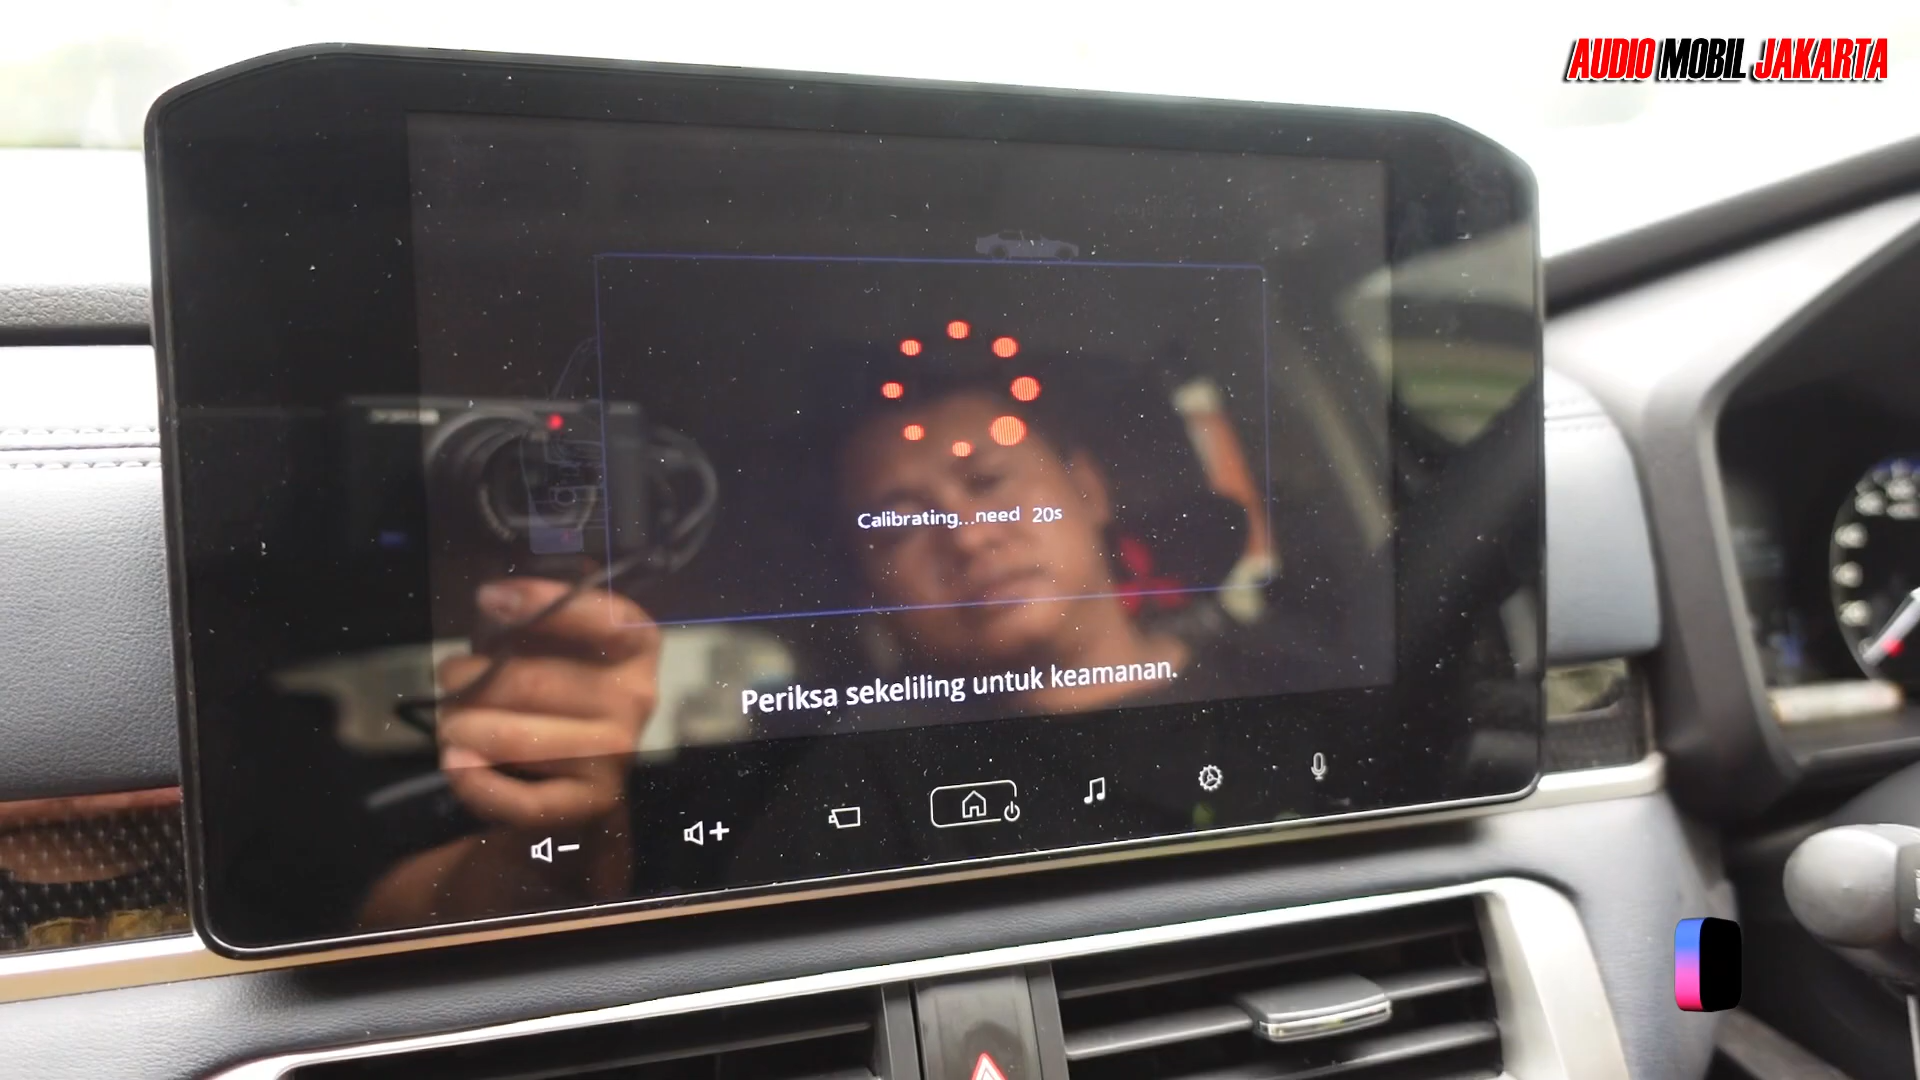 AUDIO MOBIL JAKARTA
Calibrating...need 20s
Periksa sekeliling untuk keamanan.